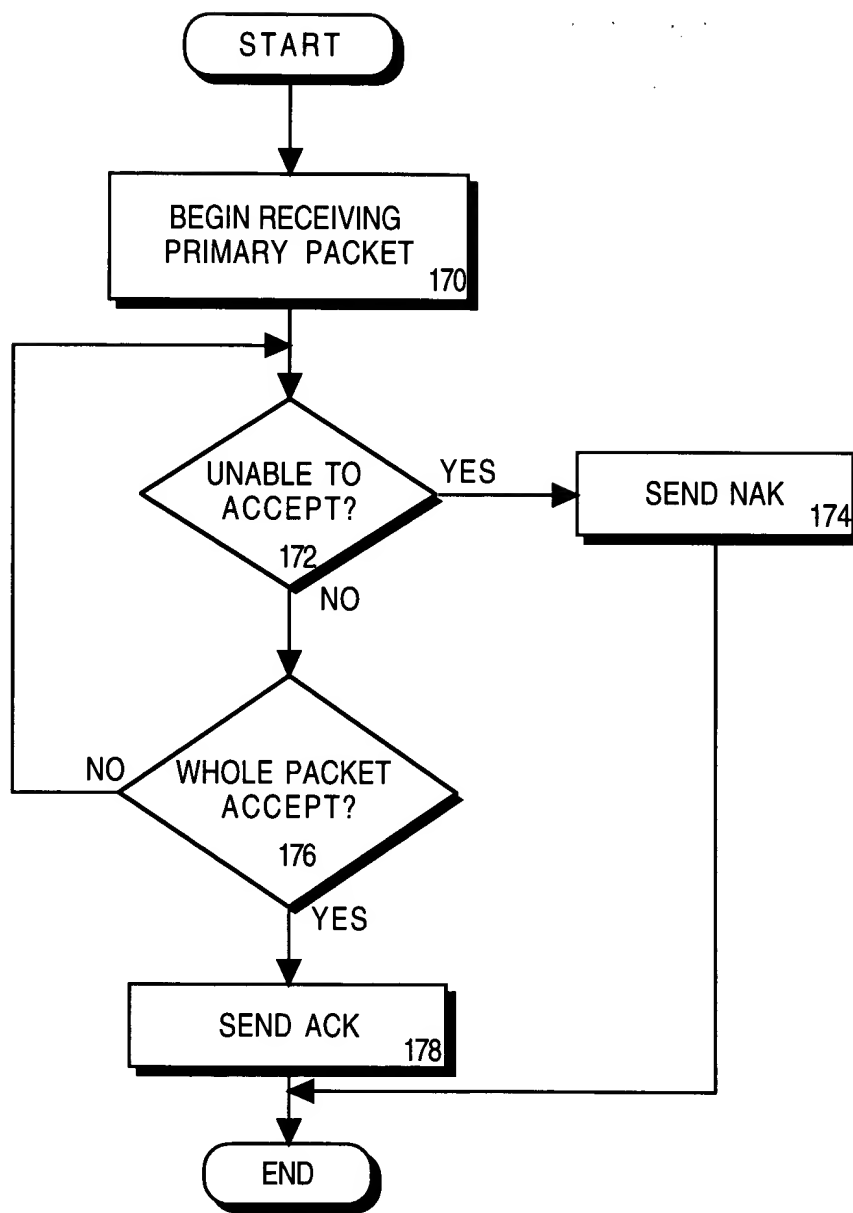 START
BEGIN RECEIVING
PRIMARY PACKET
170
UNABLE TO
ACCEPT?
172
YES
SEND NAK
174
NO
WHOLE PACKET
ACCEPT?
176
NO
YES
SEND ACK
178
END